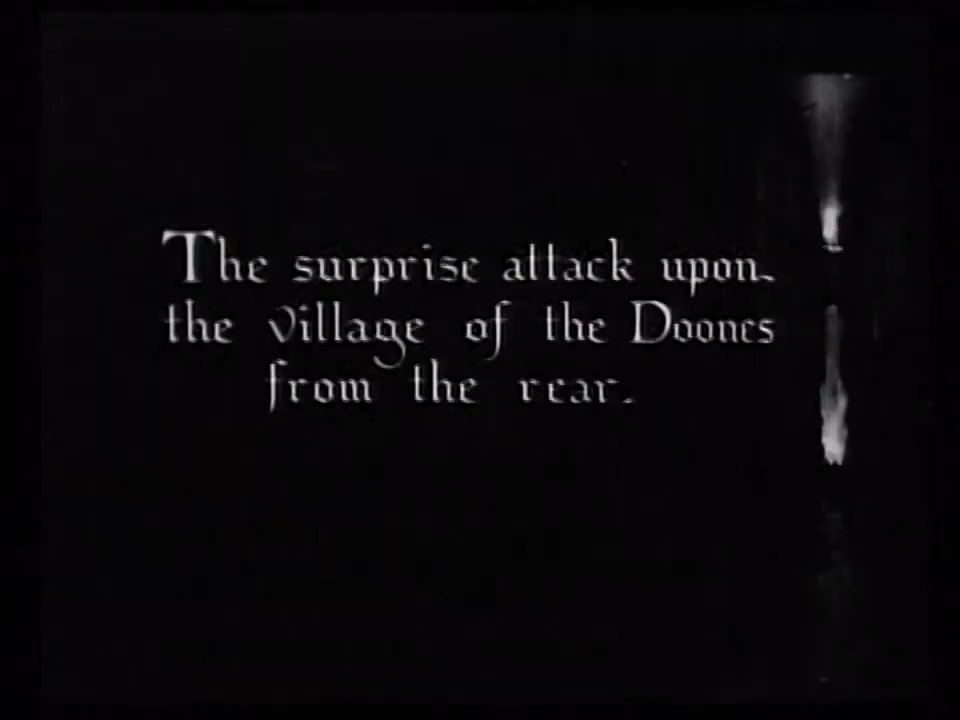 The surprise attack upon
the village of the Doones
from the rear.